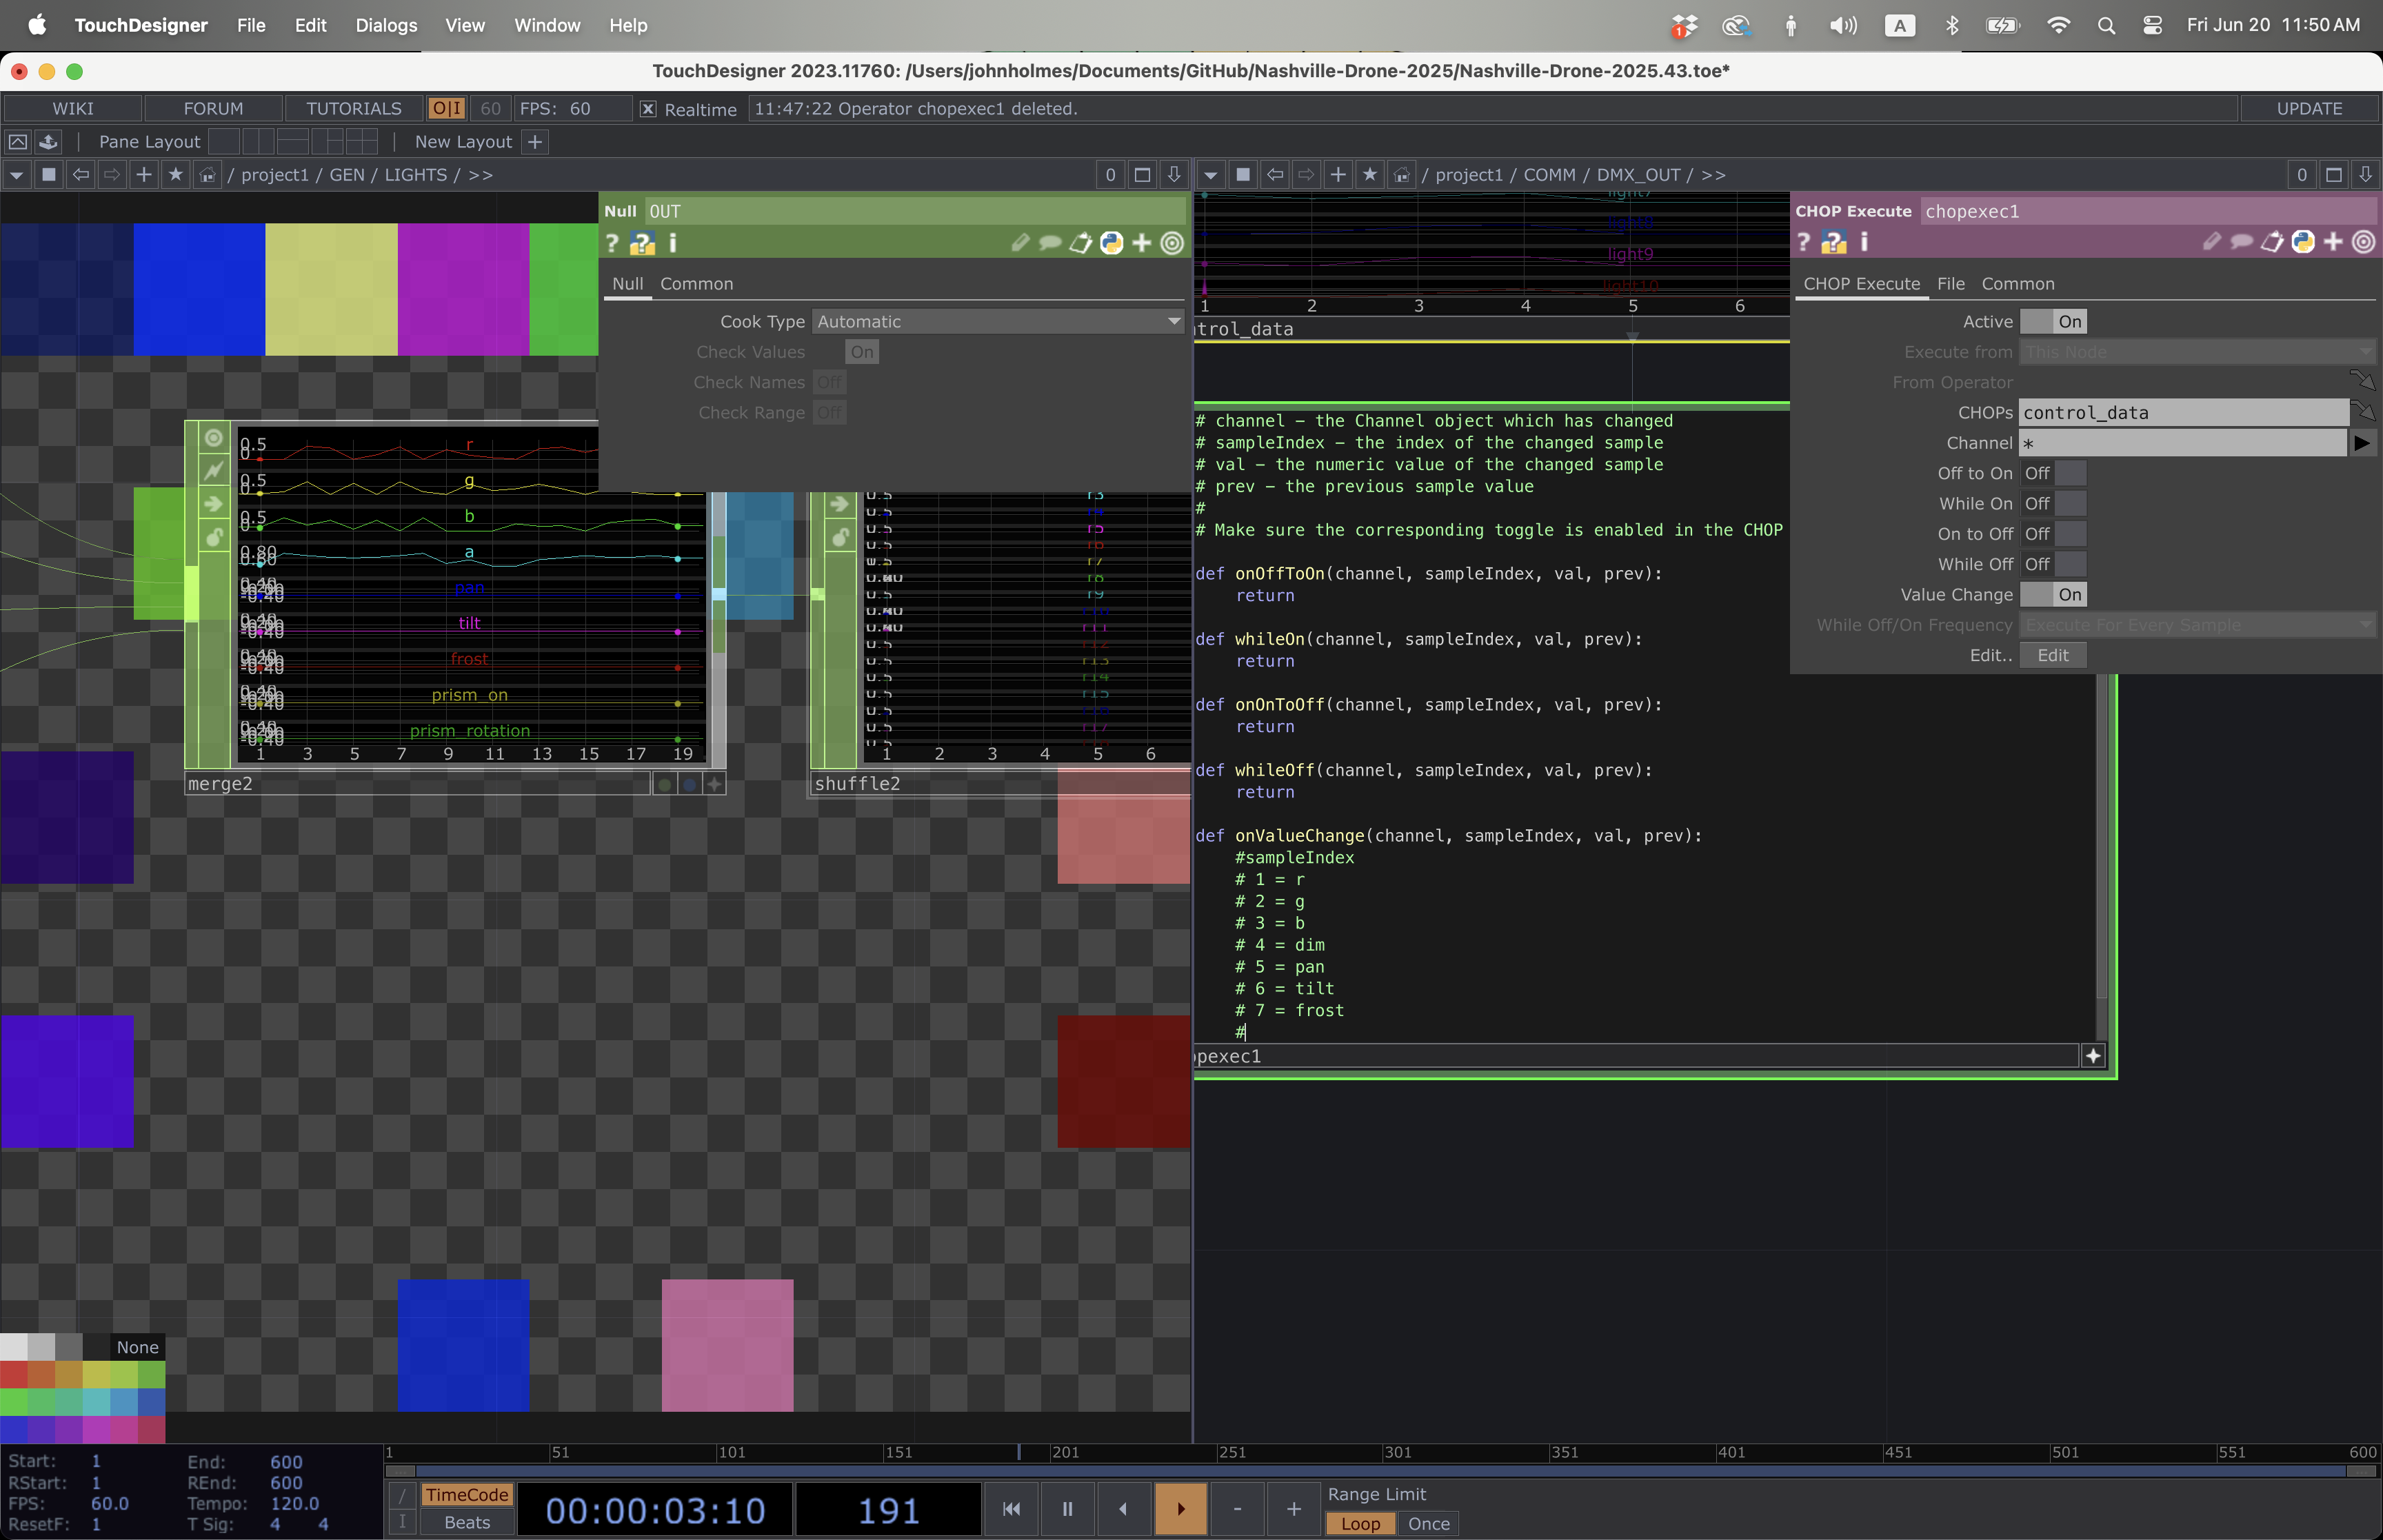 TouchDesigner File Edit Dialogs View Window Help
1 A Fri Jun 20 11:50 AM
TouchDesigner 2023.11760: /Users/johnholmes/Documents/GitHub/Nashville-Drone-2025/Nashville-Drone-2025.43.toe*
WIKI FORUM TUTORIALS O|I 60 FPS: 60 X Realtime 11:47:22 Operator chopexec1 deleted. UPDATE
Pane Layout New Layout +
/ project1 / GEN / LIGHTS / >> 0
/ project1 / COMM / DMX_OUT / >> 0
Null OUT
? ? i
Null Common
Cook Type Automatic
Check Values On
Check Names Off
Check Range Off
0.5 r
0.5 g
0.5 b
0.80 a
pan
tilt
frost
prism_on
prism_rotation
1 3 5 7 9 11 13 15 17 19
merge2
r3
r5
r7
r8
r9
r13
r14
r15
r17
1 2 3 4 5 6
shuffle2
light7
light8
light9
light10
1 2 3 4 5 6
trol_data
# channel - the Channel object which has changed
# sampleIndex - the index of the changed sample
# val - the numeric value of the changed sample
# prev - the previous sample value
#
# Make sure the corresponding toggle is enabled in the CHOP
def onOffToOn(channel, sampleIndex, val, prev):
return
def whileOn(channel, sampleIndex, val, prev):
return
def onOnToOff(channel, sampleIndex, val, prev):
return
def whileOff(channel, sampleIndex, val, prev):
return
def onValueChange(channel, sampleIndex, val, prev):
#sampleIndex
# 1 = r
# 2 = g
# 3 = b
# 4 = dim
# 5 = pan
# 6 = tilt
# 7 = frost
#
pexec1
CHOP Execute chopexec1
? ? i
CHOP Execute File Common
Active On
Execute from This Node
From Operator
CHOPs control_data
Channel *
Off to On Off
While On Off
On to Off Off
While Off Off
Value Change On
While Off/On Frequency Execute For Every Sample
Edit.. Edit
None
1 51 101 151 201 251 301 351 401 451 501 551 600
Start: 1 End: 600
RStart: 1 REnd: 600
FPS: 60.0 Tempo: 120.0
ResetF: 1 T Sig: 4 4
/ TimeCode
I Beats
00:00:03:10 191
- +
Range Limit
Loop Once